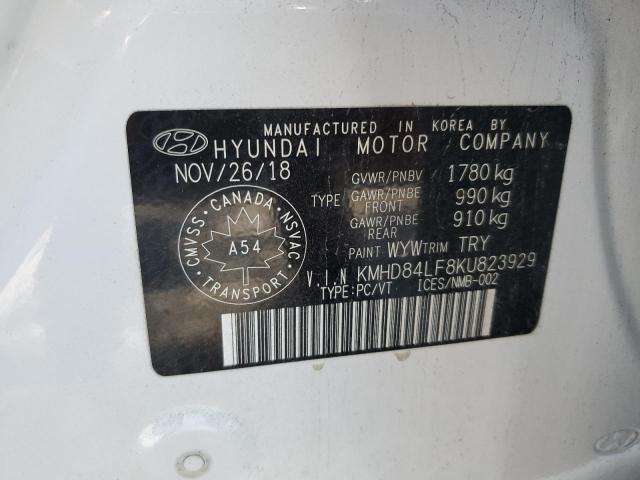 MANUFACTURED IN KOREA BY
HYUNDAI MOTOR COMPANY
NOV/26/18
GVWR/PNBV 1780 kg
TYPE GAWR/PNBE FRONT 990 kg
GAWR/PNBE REAR 910 kg
PAINT WYW TRIM TRY
CMVSS · CANADA · NSVAC
A54
TRANSPORT
V.I.N KMHD84LF8KU823929
TYPE:PC/VT ICES/NMB-002